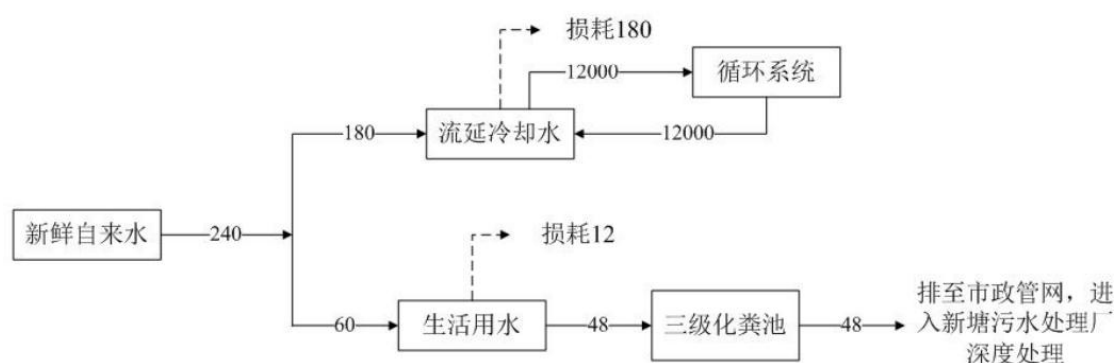 损耗180
12000
循环系统
180
流延冷却水
12000
新鲜自来水
240
损耗12
60
生活用水
48
三级化粪池
48
排至市政管网，进
入新塘污水处理厂
深度处理